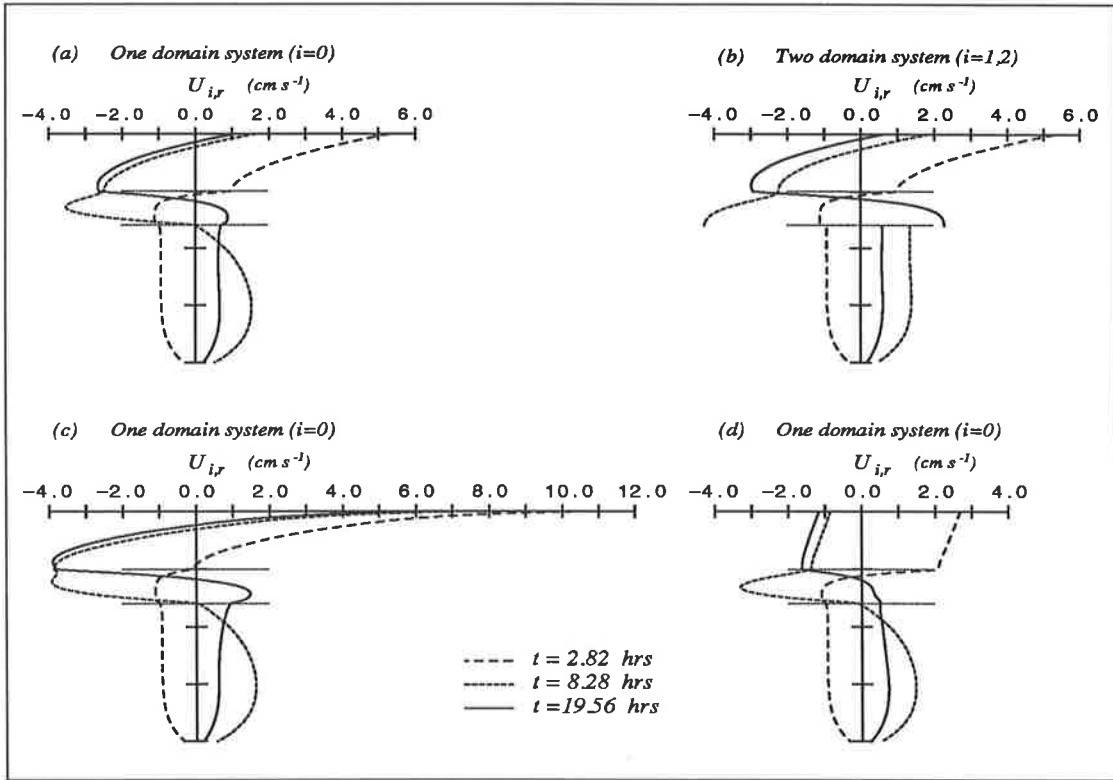 (a) One domain system (i=0)
U i,r (cm s -1)
-4.0 -2.0 0.0 2.0 4.0 6.0
(b) Two domain system (i=1,2)
U i,r (cm s -1)
-4.0 -2.0 0.0 2.0 4.0 6.0
(c) One domain system (i=0)
U i,r (cm s -1)
-4.0 -2.0 0.0 2.0 4.0 6.0 8.0 10.0 12.0
(d) One domain system (i=0)
U i,r (cm s -1)
-4.0 -2.0 0.0 2.0 4.0
t = 2.82 hrs
t = 8.28 hrs
t = 19.56 hrs